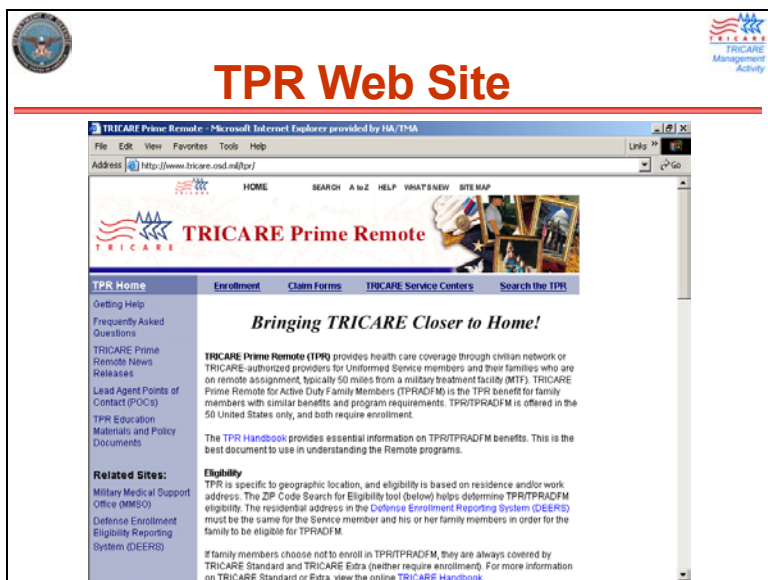 TRICARE
TRICARE
Management
Activity
TPR Web Site
TRICARE Prime Remote - Microsoft Internet Explorer provided by HA/TMA
File Edit View Favorites Tools Help
Links »
Address http://www.tricare.osd.mil/tpr/
Go
HOME SEARCH A to Z HELP WHAT'S NEW SITE MAP
TRICARE
TRICARE Prime Remote
TPR Home
Enrollment Claim Forms TRICARE Service Centers Search the TPR
Getting Help
Frequently Asked
Questions
TRICARE Prime
Remote News
Releases
Lead Agent Points of
Contact (POCs)
TPR Education
Materials and Policy
Documents
Related Sites:
Military Medical Support
Office (MMSO)
Defense Enrollment
Eligibility Reporting
System (DEERS)
Bringing TRICARE Closer to Home!
TRICARE Prime Remote (TPR) provides health care coverage through civilian network or
TRICARE-authorized providers for Uniformed Service members and their families who are
on remote assignment, typically 50 miles from a military treatment facility (MTF). TRICARE
Prime Remote for Active Duty Family Members (TPRADFM) is the TPR benefit for family
members with similar benefits and program requirements. TPR/TPRADFM is offered in the
50 United States only, and both require enrollment.
The TPR Handbook provides essential information on TPR/TPRADFM benefits. This is the
best document to use in understanding the Remote programs.
Eligibility
TPR is specific to geographic location, and eligibility is based on residence and/or work
address. The ZIP Code Search for Eligibility tool (below) helps determine TPR/TPRADFM
eligibility. The residential address in the Defense Enrollment Eligibility Reporting System (DEERS)
must be the same for the Service member and his or her family members in order for the
family to be eligible for TPRADFM.
If family members choose not to enroll in TPR/TPRADFM, they are always covered by
TRICARE Standard and TRICARE Extra (neither require enrollment). For more information
on TRICARE Standard or Extra, view the online TRICARE Handbook.